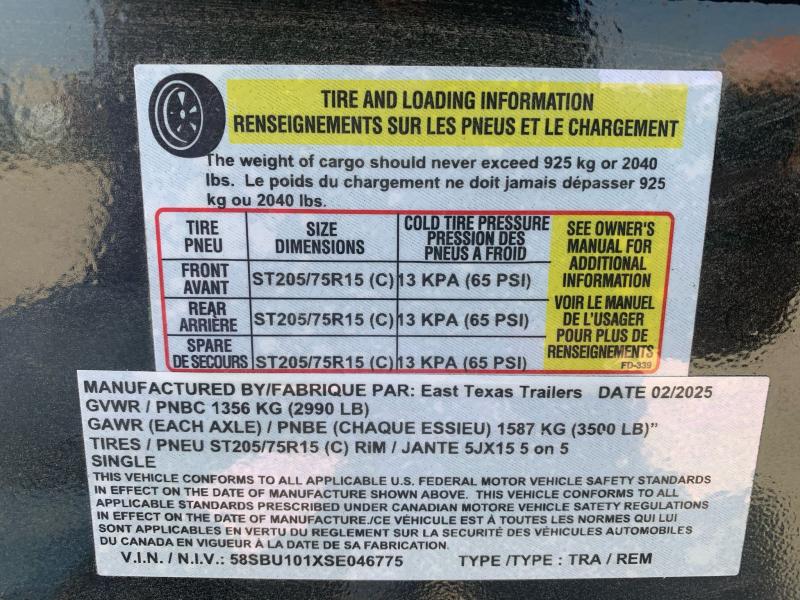 TIRE AND LOADING INFORMATION
RENSEIGNEMENTS SUR LES PNEUS ET LE CHARGEMENT
The weight of cargo should never exceed 925 kg or 2040
lbs. Le poids du chargement ne doit jamais dépasser 925
kg ou 2040 lbs.
TIRE
PNEU
SIZE
DIMENSIONS
COLD TIRE PRESSURE
PRESSION DES
PNEUS A FROID
SEE OWNER'S
MANUAL FOR
ADDITIONAL
INFORMATION
VOIR LE MANUEL
DE L'USAGER
POUR PLUS DE
RENSEIGNEMENTS
FD-339
FRONT
AVANT
ST205/75R15 (C) 13 KPA (65 PSI)
REAR
ARRIÈRE
ST205/75R15 (C) 13 KPA (65 PSI)
SPARE
DE SECOURS
ST205/75R15 (C) 13 KPA (65 PSI)
MANUFACTURED BY/FABRIQUE PAR: East Texas Trailers DATE 02/2025
GVWR / PNBC 1356 KG (2990 LB)
GAWR (EACH AXLE) / PNBE (CHAQUE ESSIEU) 1587 KG (3500 LB)"
TIRES / PNEU ST205/75R15 (C) RiM / JANTE 5JX15 5 on 5
SINGLE
THIS VEHICLE CONFORMS TO ALL APPLICABLE U.S. FEDERAL MOTOR VEHICLE SAFETY STANDARDS
IN EFFECT ON THE DATE OF MANUFACTURE SHOWN ABOVE. THIS VEHICLE CONFORMS TO ALL
APPLICABLE STANDARDS PRESCRIBED UNDER CANADIAN MOTORE VEHICLE SAFETY REGULATIONS
IN EFFECT ON THE DATE OF MANUFACTURE./CE VÉHICULE EST À TOUTES LES NORMES QUI LUI
SONT APPLICABLES EN VERTU DU REGLEMENT SUR LA SECURITÉ DES VÉHICULES AUTOMOBILES
DU CANADA EN VIGUEUR À LA DATE DE SA FABRICATION.
V.I.N. / N.I.V.: 58SBU101XSE046775 TYPE /TYPE : TRA / REM